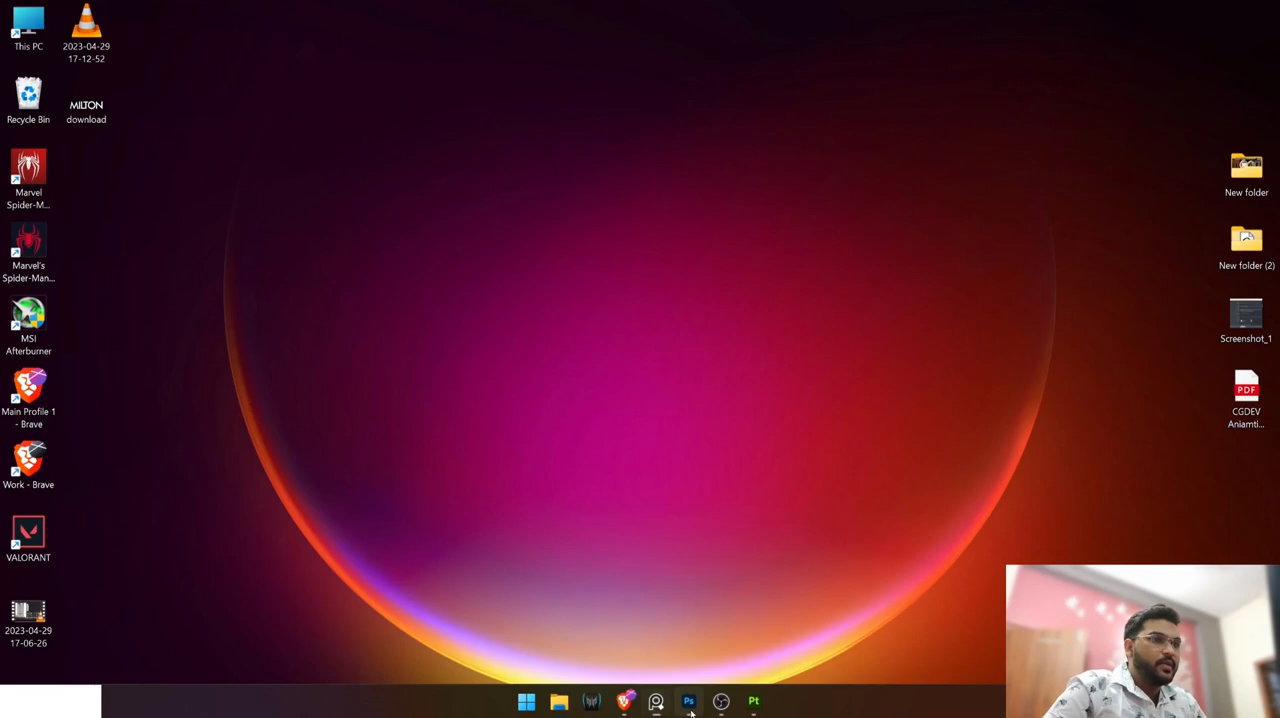 This PC
2023-04-29
17-12-52
Recycle Bin
MILTON
download
Marvel
Spider-M...
Marvel's
Spider-Man...
MSI
Afterburner
Main Profile 1
- Brave
Work - Brave
VALORANT
2023-04-29
17-06-26
New folder
New folder (2)
Screenshot_1
PDF
CGDEV
Aniamti...
Ps
Pt